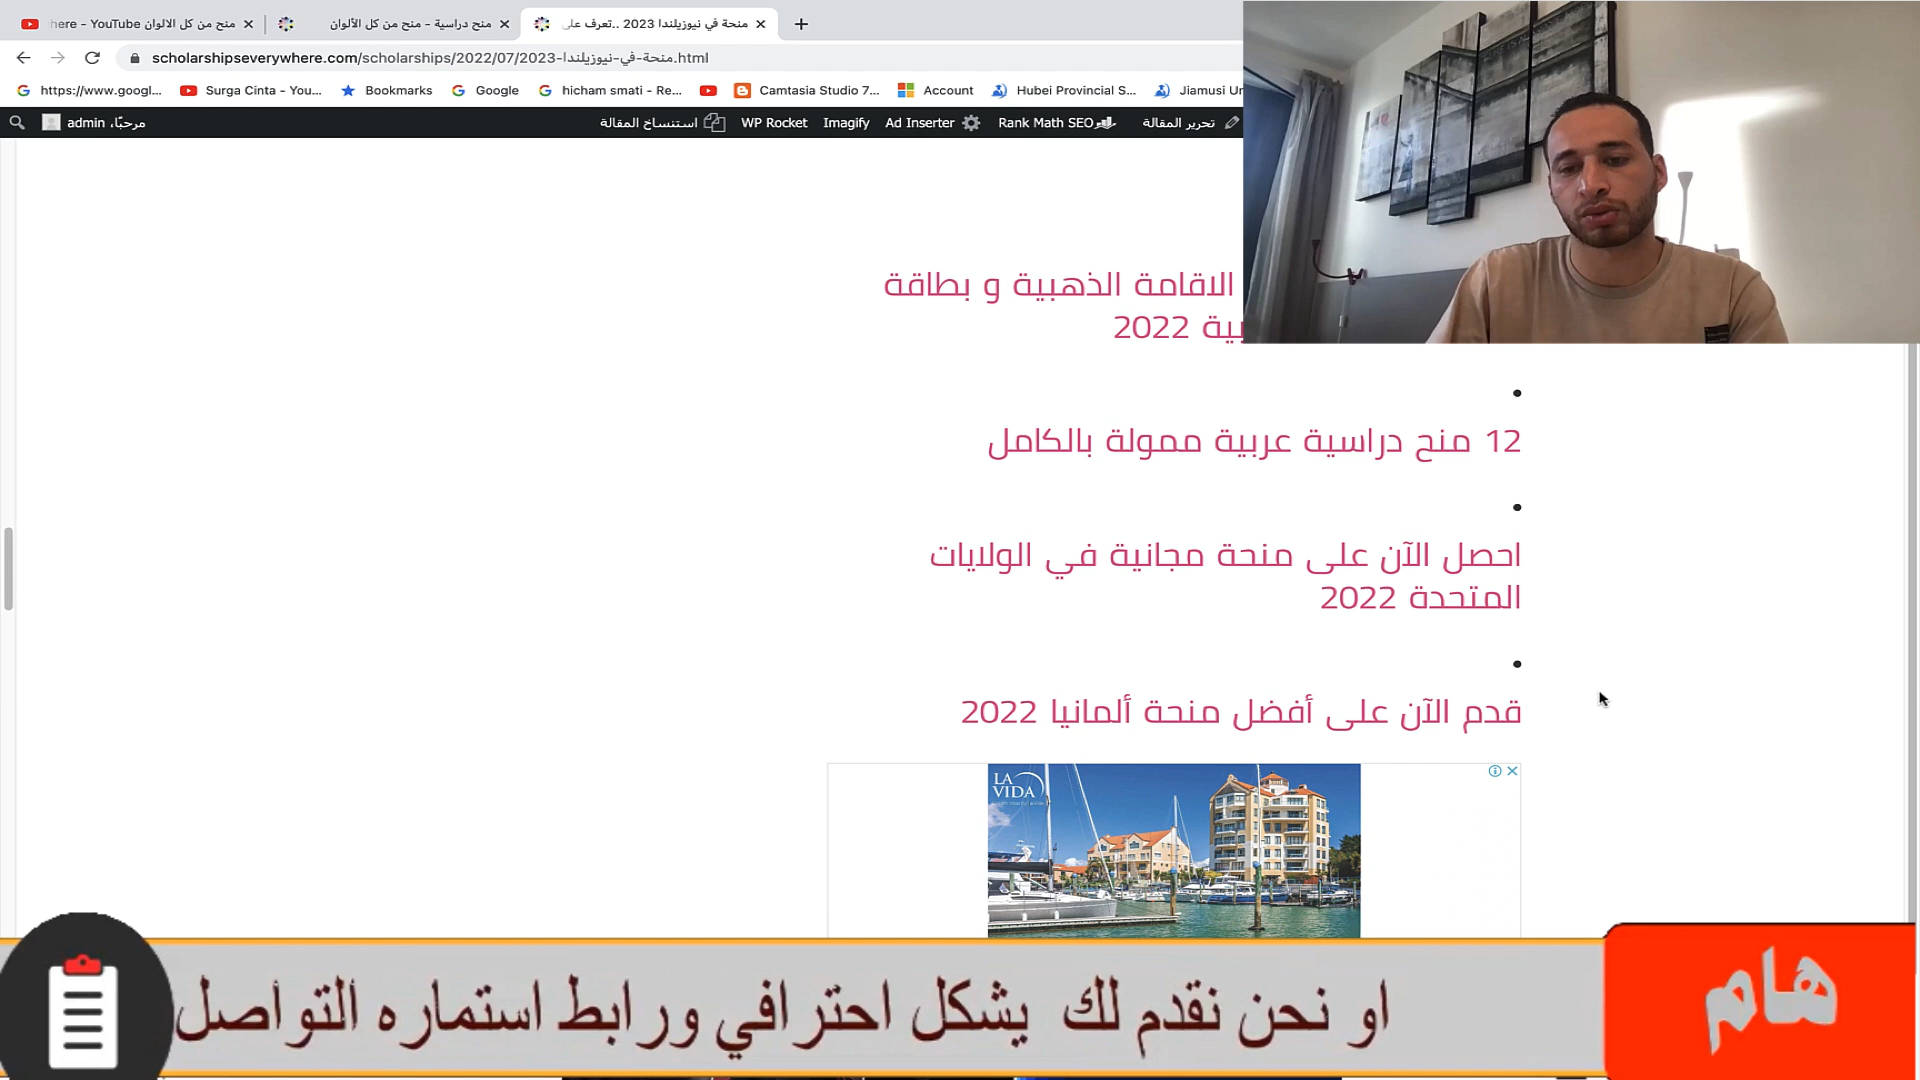 منح من كل الالوان here - YouTube
منح دراسية - منح من كل الألوان
منحة في نيوزيلندا 2023 ..تعرف على
scholarshipseverywhere.com/scholarships/2022/07/منحة-في-نيوزيلندا-2023.html
https://www.googl...
Surga Cinta - You...
Bookmarks
Google
hicham smati - Re...
Camtasia Studio 7...
Account
Hubei Provincial S...
Jiamusi Ur
مرحبًا، admin
استنساخ المقالة
WP Rocket
Imagify
Ad Inserter
Rank Math SEO
تحرير المقالة
الاقامة الذهبية و بطاقة
2022
12 منح دراسية عربية ممولة بالكامل
احصل الآن على منحة مجانية في الولايات
المتحدة 2022
قدم الآن على أفضل منحة ألمانيا 2022
LA
VIDA
هام
او نحن نقدم لك يشكل احترافي ورابط استماره التواصل